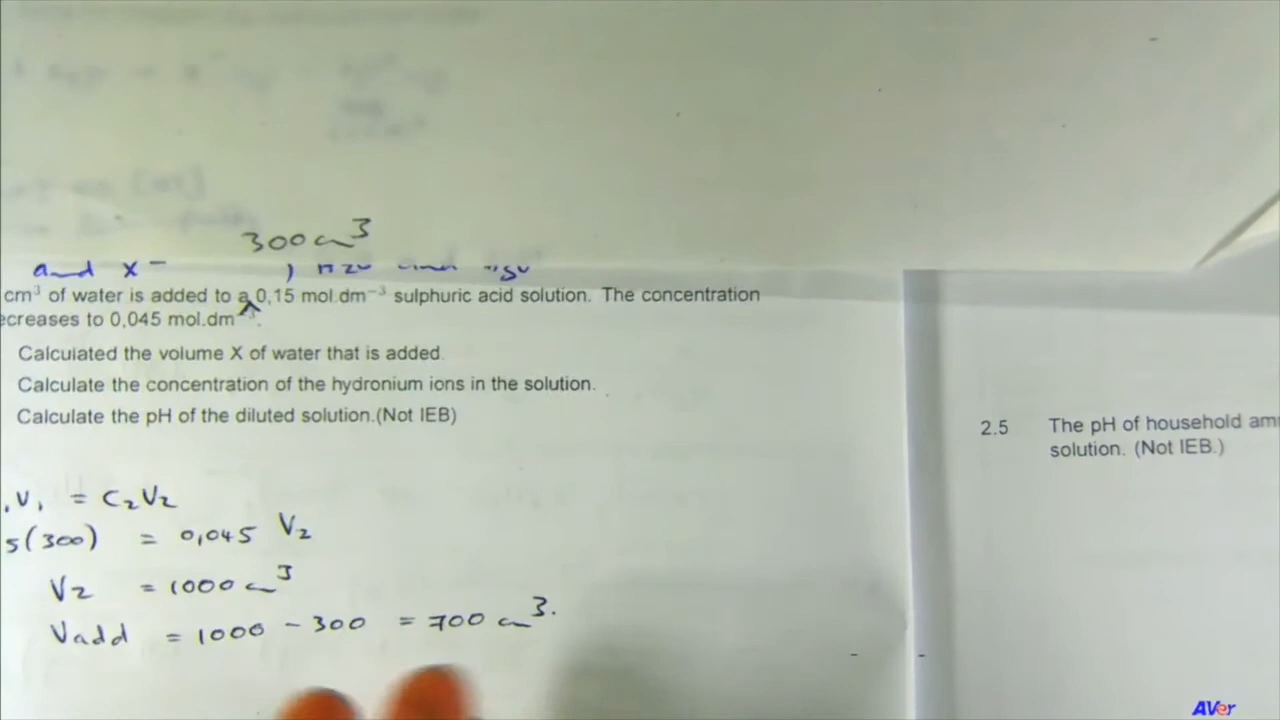 300 cm³
and x
cm³ of water is added to a 0,15 mol.dm⁻³ sulphuric acid solution. The concentration
creases to 0,045 mol.dm
Calculated the volume X of water that is added.
Calculate the concentration of the hydronium ions in the solution.
Calculate the pH of the diluted solution.(Not IEB)
V₁ = C₂V₂
5(300) = 0,045 V₂
V₂ = 1000 cm³
Vadd = 1000 - 300 = 700 cm³.
2.5 The pH of household am
solution. (Not IEB.)
AVer